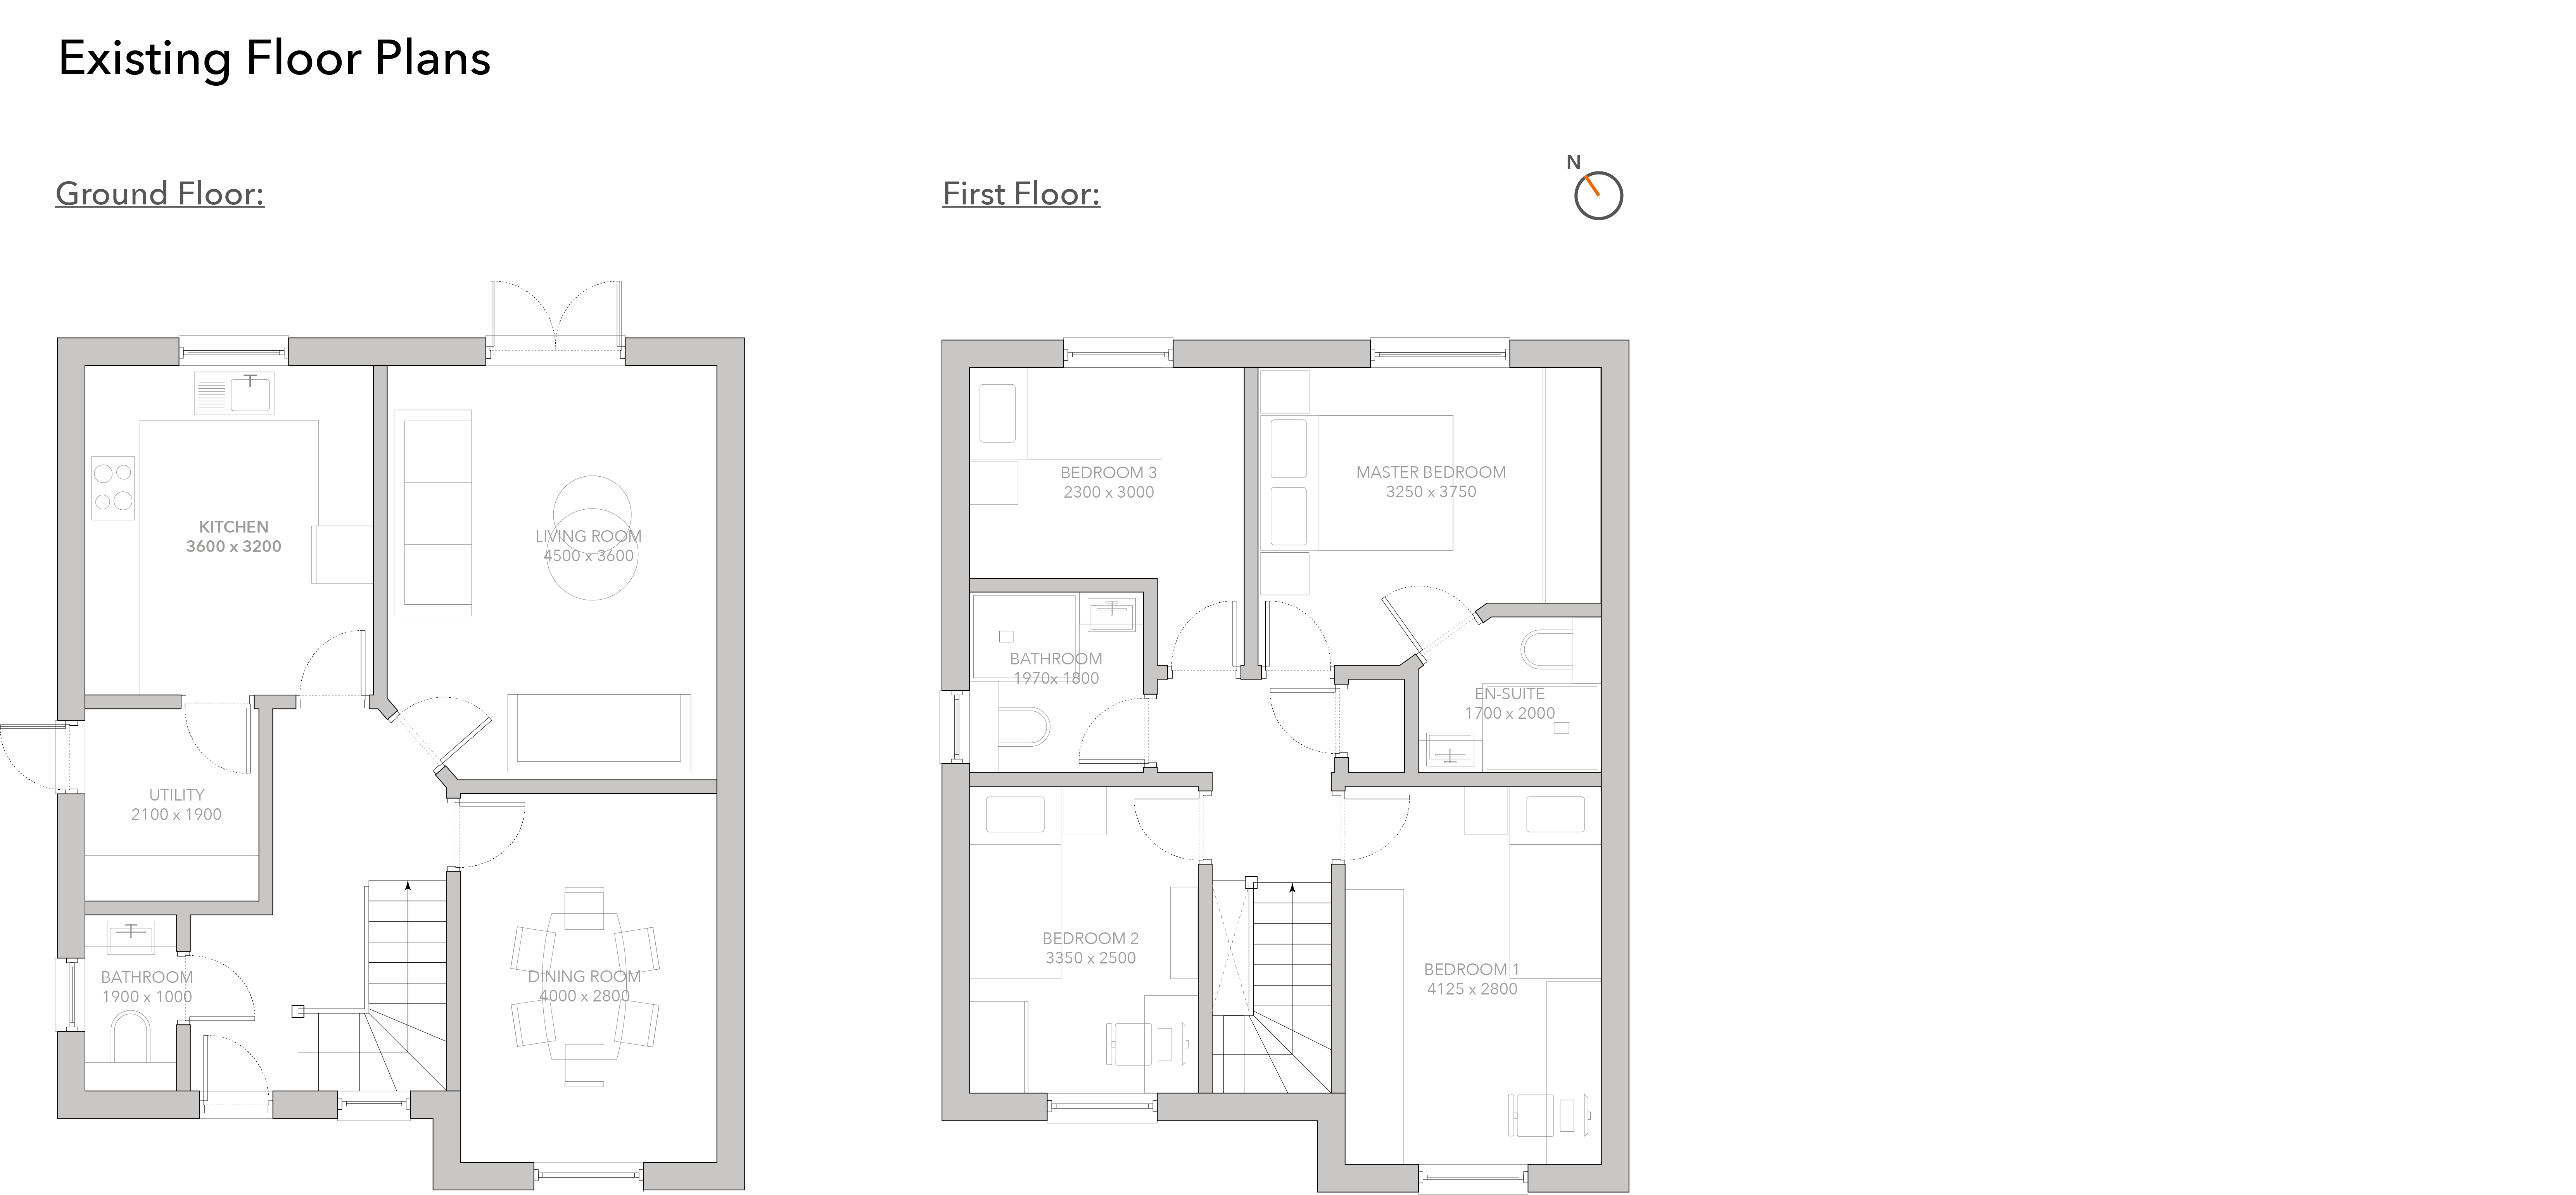 Existing Floor Plans
Ground Floor:
First Floor:
N
KITCHEN
3600 x 3200
LIVING ROOM
4500 x 3600
UTILITY
2100 x 1900
BATHROOM
1900 x 1000
DINING ROOM
4000 x 2800
BEDROOM 3
2300 x 3000
MASTER BEDROOM
3250 x 3750
BATHROOM
1970x 1800
EN-SUITE
1700 x 2000
BEDROOM 2
3350 x 2500
BEDROOM 1
4125 x 2800